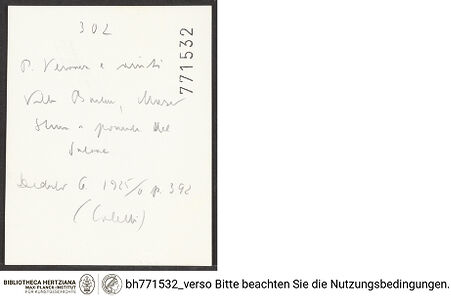 302
771532
P. Veronese e aiuti
Villa Barbaro, Maser
Stanza a ponente del
Salone
Dedalo 6. 1925/6 p. 392
(Coletti)
BIBLIOTHECA HERTZIANA
MAX-PLANCK-INSTITUT
FÜR KUNSTGESCHICHTE
bh771532_verso Bitte beachten Sie die Nutzungsbedingungen.